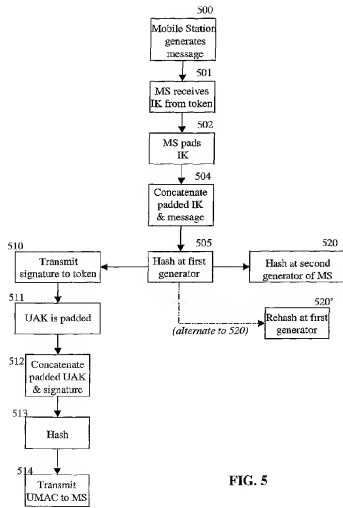 500
Mobile Station
generates
message
501
MS receives
IK from token
502
MS pads
IK
504
Concatenate
padded IK
& message
510
505
520
Transmit
signature to token
Hash at first
generator
Hash at second
generator of MS
511
520'
UAK is padded
(alternate to 520)
Rehash at first
generator
512
Concatenate
padded UAK
& signature
513
Hash
514
Transmit
UMAC to MS
FIG. 5